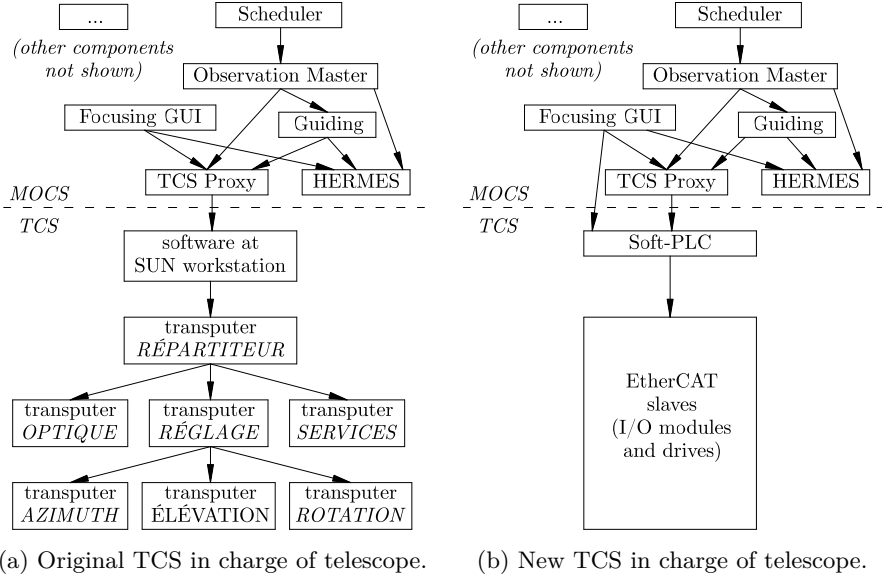 ...
(other components
not shown)
Scheduler
Observation Master
Focusing GUI
Guiding
TCS Proxy
HERMES
MOCS
TCS
software at
SUN workstation
transputer
RÉPARTITEUR
transputer
OPTIQUE
transputer
RÉGLAGE
transputer
SERVICES
transputer
AZIMUTH
transputer
ÉLÉVATION
transputer
ROTATION
(a) Original TCS in charge of telescope.
...
(other components
not shown)
Scheduler
Observation Master
Focusing GUI
Guiding
TCS Proxy
HERMES
MOCS
TCS
Soft-PLC
EtherCAT
slaves
(I/O modules
and drives)
(b) New TCS in charge of telescope.